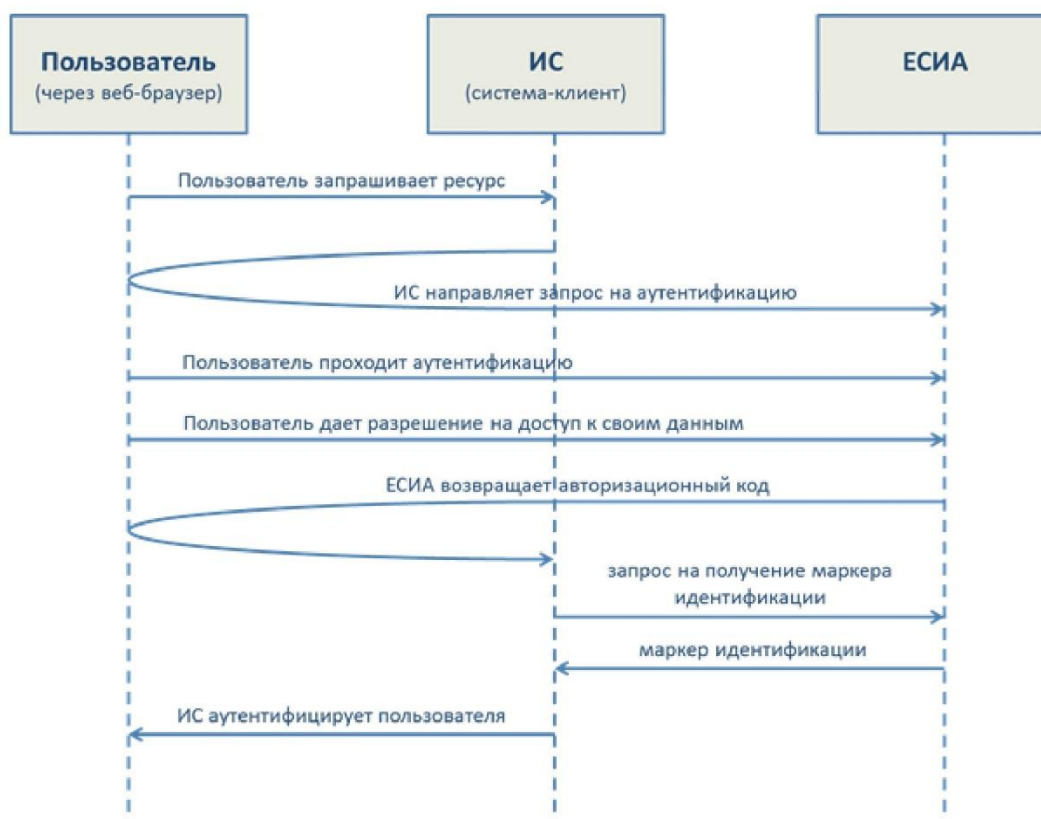 Пользователь
(через веб-браузер)
ИС
(система-клиент)
ЕСИА
Пользователь запрашивает ресурс
ИС направляет запрос на аутентификацию
Пользователь проходит аутентификацию
Пользователь дает разрешение на доступ к своим данным
ЕСИА возвращает авторизационный код
запрос на получение маркера
идентификации
маркер идентификации
ИС аутентифицирует пользователя